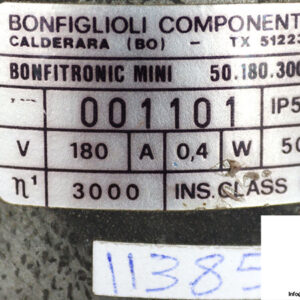 BONFIGLIOLI COMPONENT
CALDERARA (BO) - TX 5122
BONFITRONIC MINI 50.180.300
001101 IP5
V 180 A 0,4 W 50
η¹ 3000 INS.CLASS
11385